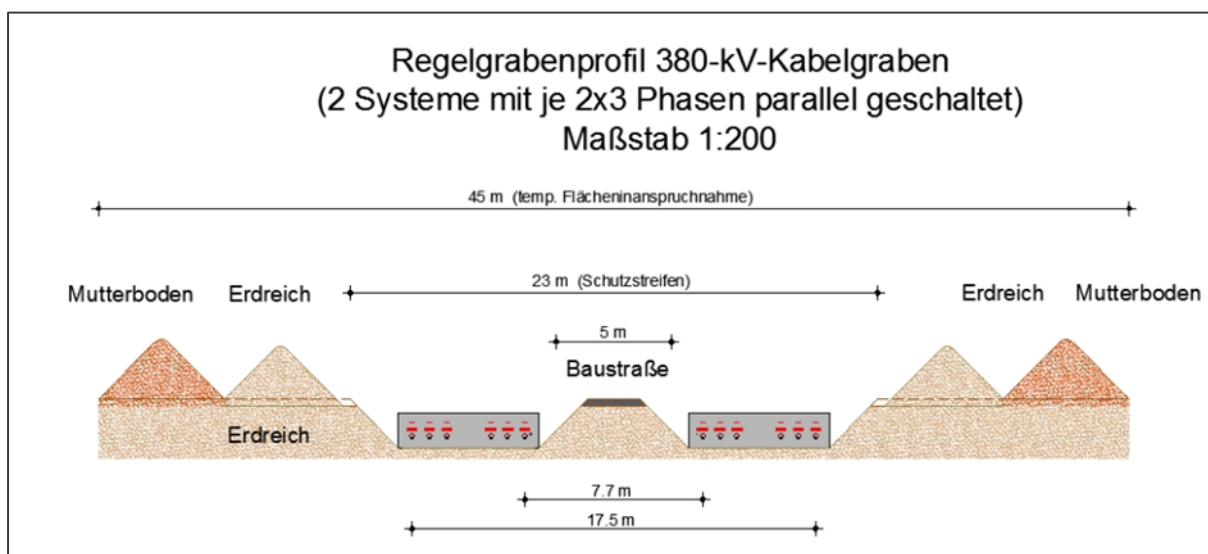 Regelgrabenprofil 380-kV-Kabelgraben
(2 Systeme mit je 2x3 Phasen parallel geschaltet)
Maßstab 1:200
45 m (temp. Flächeninanspruchnahme)
23 m (Schutzstreifen)
Mutterboden Erdreich Erdreich Mutterboden
5 m
Baustraße
Erdreich
7.7 m
17.5 m